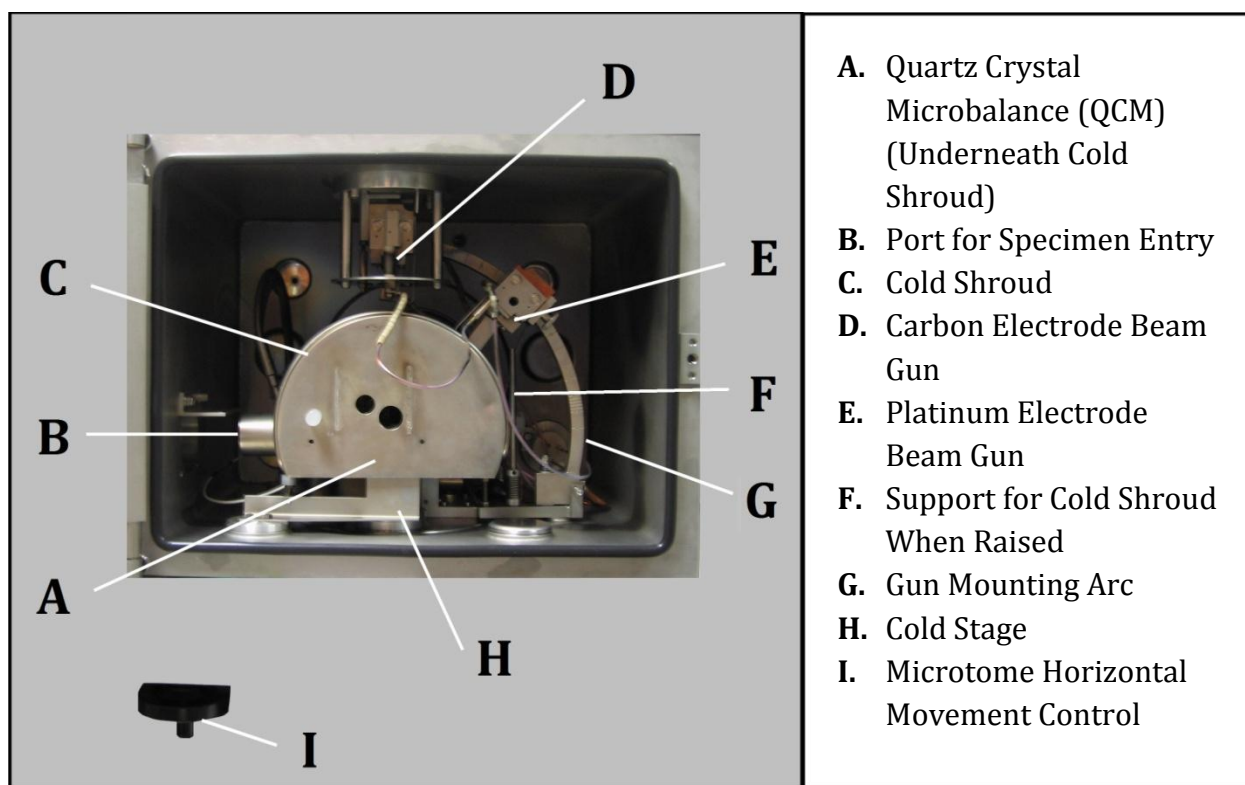 D
C
E
B
F
G
A
H
I
A. Quartz Crystal
Microbalance (QCM)
(Underneath Cold
Shroud)
B. Port for Specimen Entry
C. Cold Shroud
D. Carbon Electrode Beam
Gun
E. Platinum Electrode
Beam Gun
F. Support for Cold Shroud
When Raised
G. Gun Mounting Arc
H. Cold Stage
I. Microtome Horizontal
Movement Control